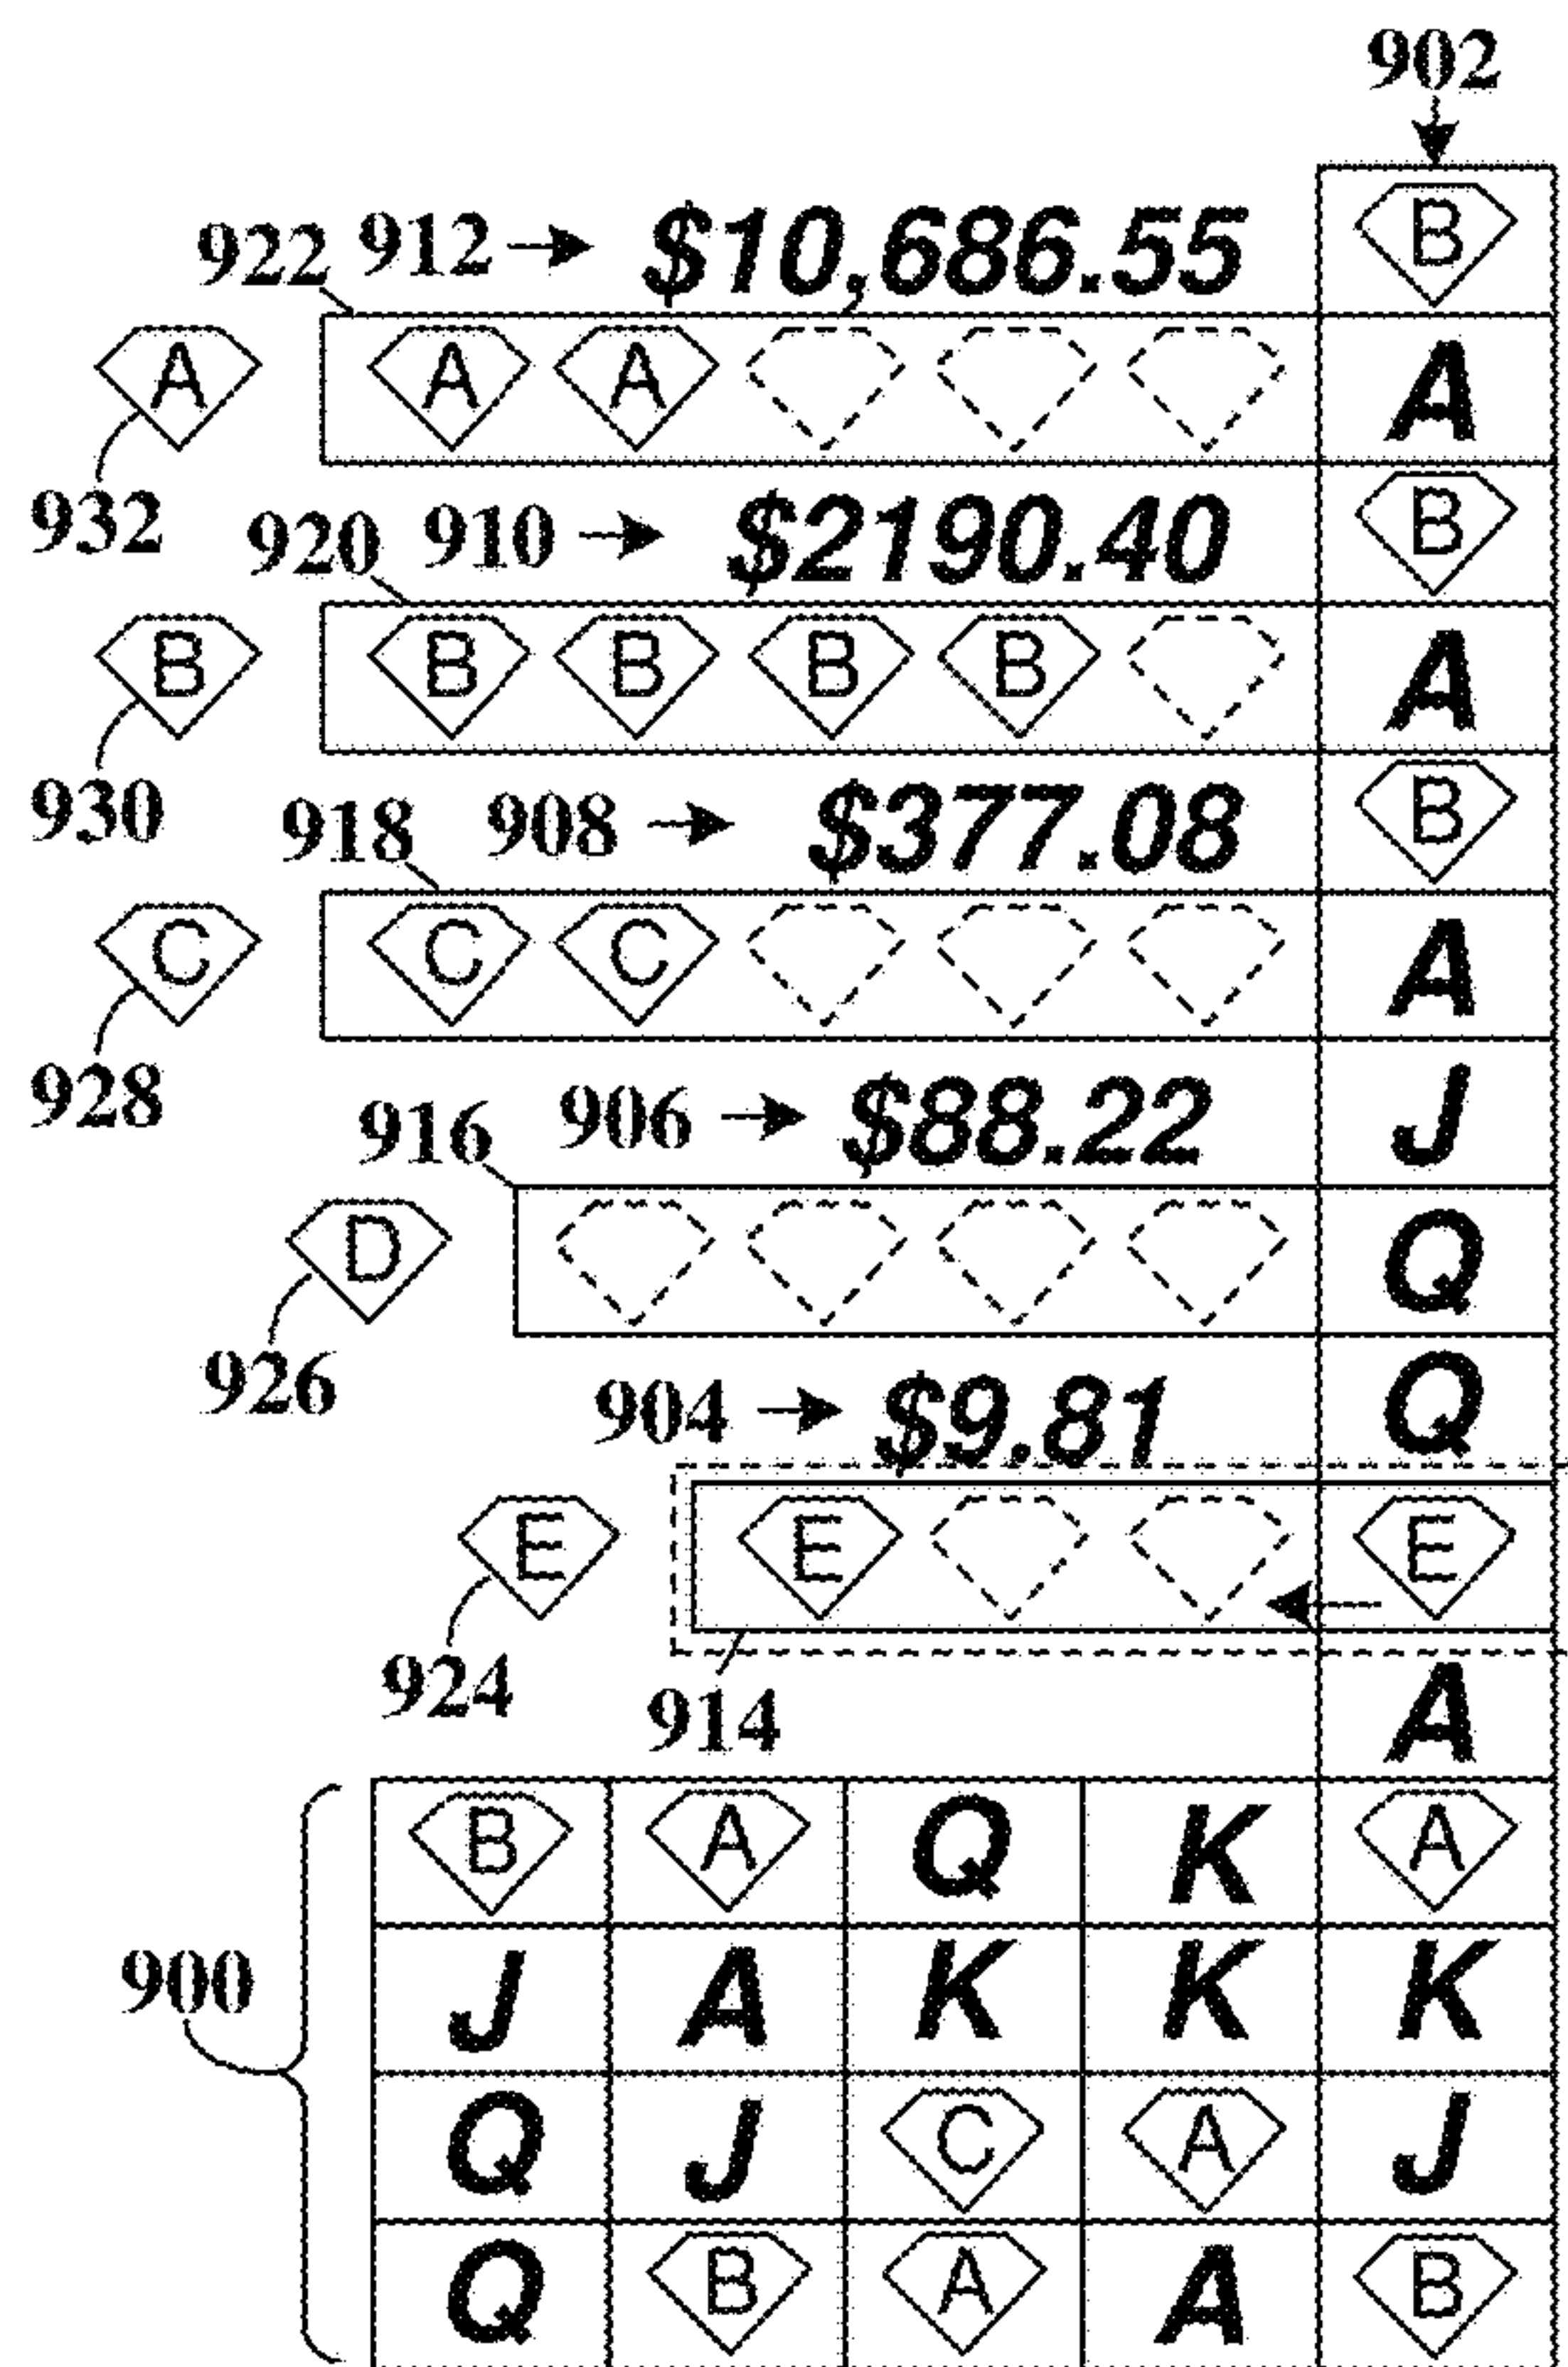 902
922 912 $10,686.55 B
A A A A
932
920 910 $2190.40 B
B B B B B A
930
918 908 $377.08 B
C C C A
928
916 906 $88.22 J
D Q
926
904 $9.81 Q
E E E
924
914
A
B A Q K A
900
J A K K K
Q J C A J
Q B A A B